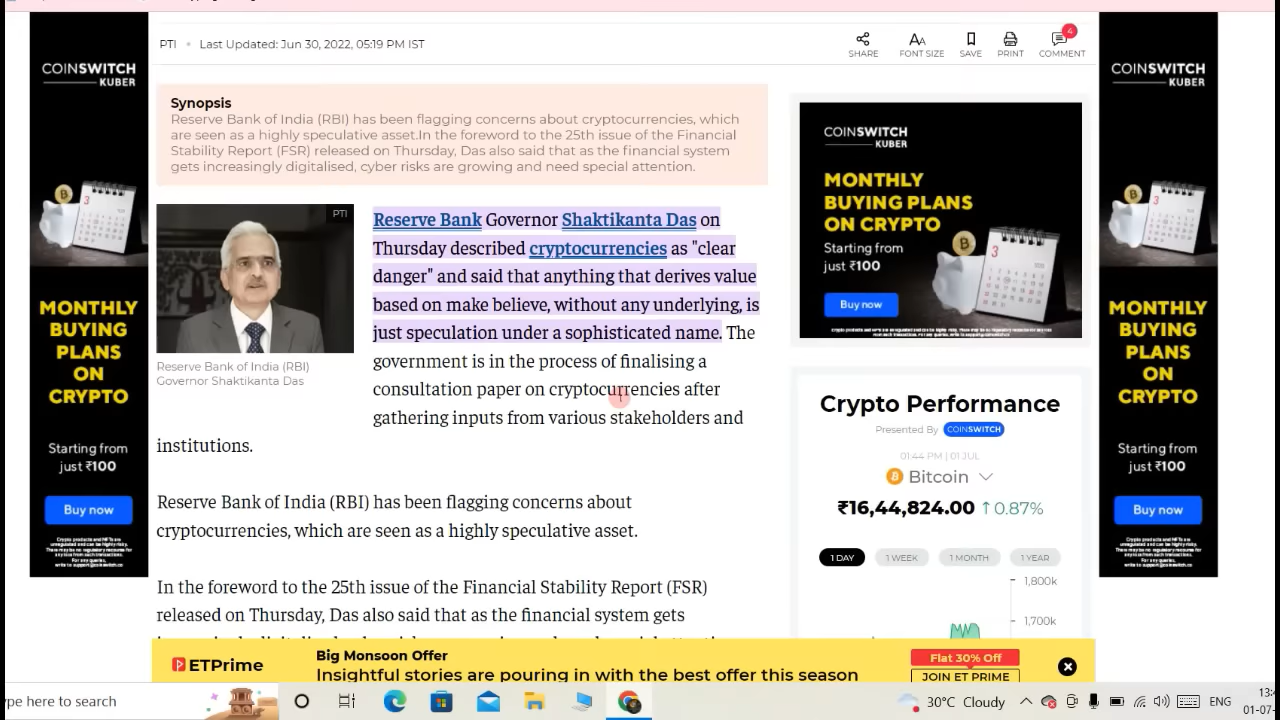 PTI • Last Updated: Jun 30, 2022, 05:19 PM IST
SHARE
FONT SIZE
SAVE
PRINT
4
COMMENT
COINSWITCH
KUBER
3
MONTHLY
BUYING
PLANS
ON
CRYPTO
Starting from
just ₹100
Buy now
Synopsis
Reserve Bank of India (RBI) has been flagging concerns about cryptocurrencies, which
are seen as a highly speculative asset.In the foreword to the 25th issue of the Financial
Stability Report (FSR) released on Thursday, Das also said that as the financial system
gets increasingly digitalised, cyber risks are growing and need special attention.
PTI
Reserve Bank of India (RBI)
Governor Shaktikanta Das
Reserve Bank Governor Shaktikanta Das on
Thursday described cryptocurrencies as "clear
danger" and said that anything that derives value
based on make believe, without any underlying, is
just speculation under a sophisticated name. The
government is in the process of finalising a
consultation paper on cryptocurrencies after
gathering inputs from various stakeholders and
institutions.
Reserve Bank of India (RBI) has been flagging concerns about
cryptocurrencies, which are seen as a highly speculative asset.
In the foreword to the 25th issue of the Financial Stability Report (FSR)
released on Thursday, Das also said that as the financial system gets
COINSWITCH
KUBER
MONTHLY
BUYING PLANS
ON CRYPTO
Starting from
just ₹100
3
Buy now
Crypto Performance
Presented By COINSWITCH
01:44 PM | 01 JUL
Bitcoin
₹16,44,824.00 ↑0.87%
1 DAY
1 WEEK
1 MONTH
1 YEAR
1,800k
1,700k
COINSWITCH
KUBER
3
MONTHLY
BUYING
PLANS
ON
CRYPTO
Starting from
just ₹100
Buy now
ETPrime
Big Monsoon Offer
Insightful stories are pouring in with the best offer this season
Flat 30% Off
JOIN ET PRIME
ype here to search
30°C Cloudy
ENG
13:4
01-07-